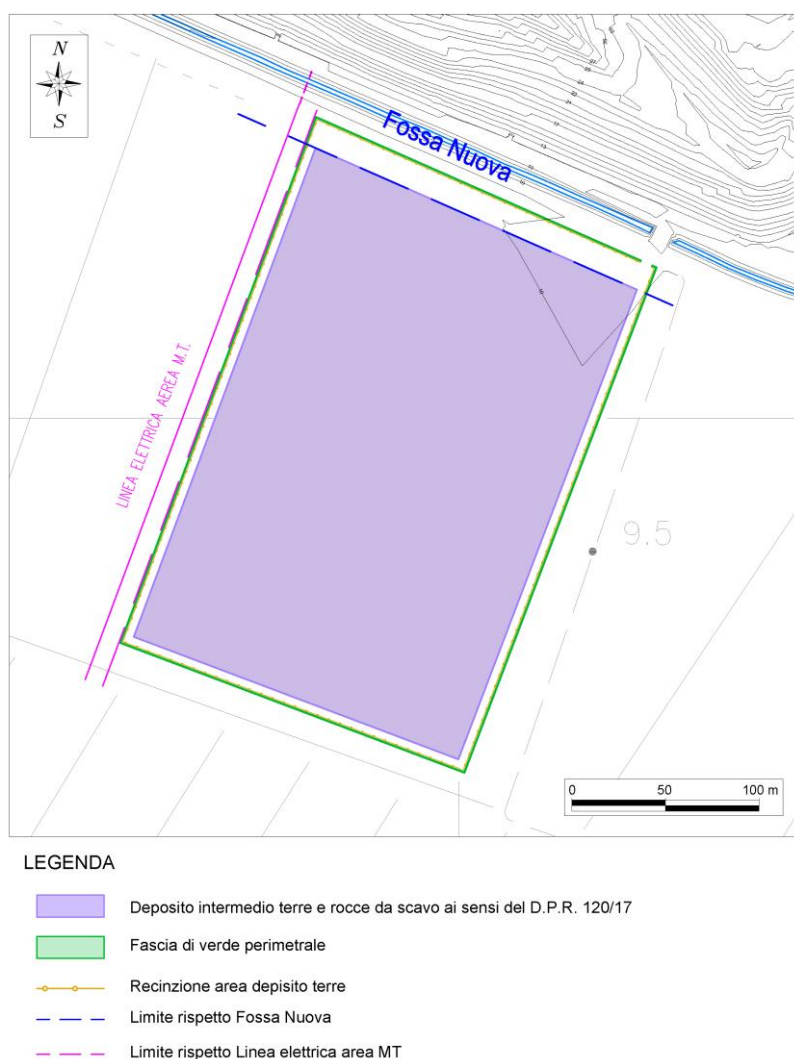 N
S
Fossa Nuova
LINEA ELETTRICA AEREA M.T.
9.5
0 50 100 m
LEGENDA
Deposito intermedio terre e rocce da scavo ai sensi del D.P.R. 120/17
Fascia di verde perimetrale
Recinzione area depisito terre
Limite rispetto Fossa Nuova
Limite rispetto Linea elettrica area MT